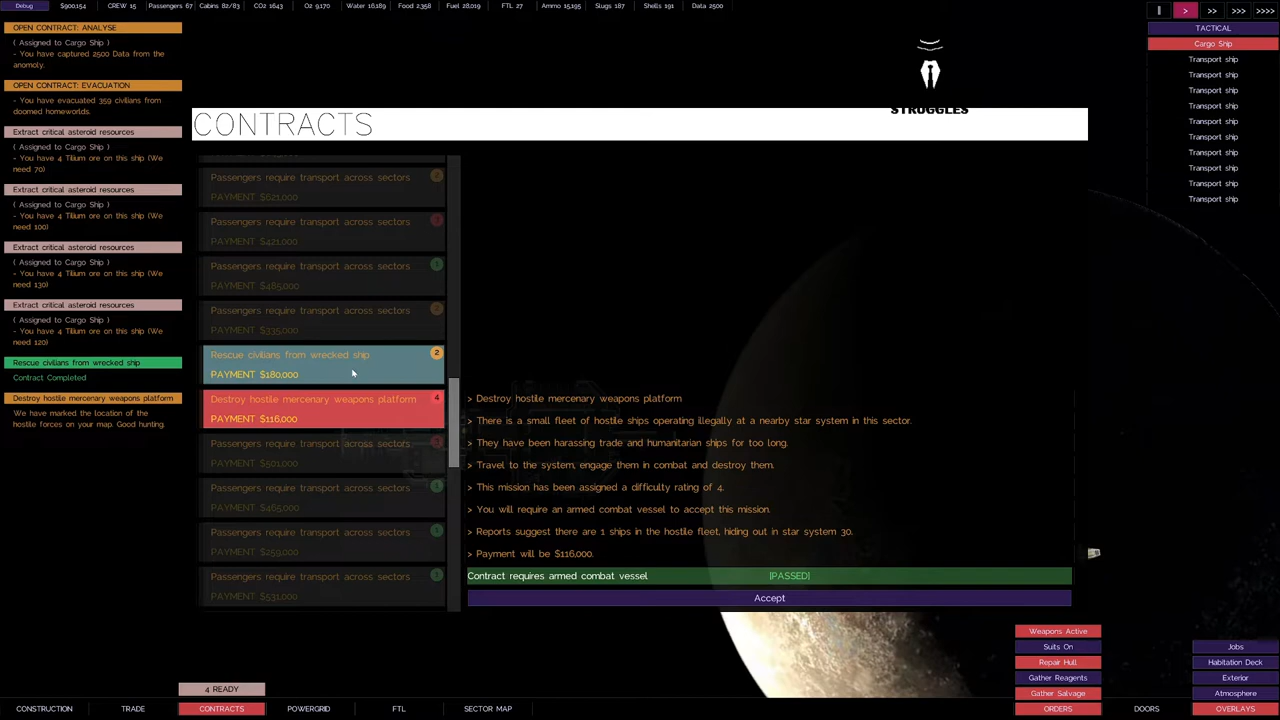 Debug $900,154 CREW 15 Passengers 67 Cabins 82/83 CO2 1643 O2 9,170 Water 16,189 Food 2,358 Fuel 28,019 FTL 27 Ammo 15,195 Slugs 187 Shells 191 Data 2500
|| > >> >>> >>>>
OPEN CONTRACT: ANALYSE
( Assigned to Cargo Ship )
- You have captured 2500 Data from the
anomoly.
OPEN CONTRACT: EVACUATION
- You have evacuated 359 civilians from
doomed homeworlds.
Extract critical asteroid resources
( Assigned to Cargo Ship )
- You have 4 Tilium ore on this ship (We
need 70)
Extract critical asteroid resources
( Assigned to Cargo Ship )
- You have 4 Tilium ore on this ship (We
need 100)
Extract critical asteroid resources
( Assigned to Cargo Ship )
- You have 4 Tilium ore on this ship (We
need 130)
Extract critical asteroid resources
( Assigned to Cargo Ship )
- You have 4 Tilium ore on this ship (We
need 120)
Rescue civilians from wrecked ship
Contract Completed
Destroy hostile mercenary weapons platform
We have marked the location of the
hostile forces on your map. Good hunting.
STRUGGLES
CONTRACTS
Passengers require transport across sectors 2
PAYMENT $621,000
Passengers require transport across sectors
PAYMENT $421,000
Passengers require transport across sectors 1
PAYMENT $485,000
Passengers require transport across sectors
PAYMENT $335,000
Rescue civilians from wrecked ship 2
PAYMENT $180,000
Destroy hostile mercenary weapons platform 4
PAYMENT $116,000
Passengers require transport across sectors
PAYMENT $501,000
Passengers require transport across sectors 1
PAYMENT $465,000
Passengers require transport across sectors 1
PAYMENT $259,000
Passengers require transport across sectors 1
PAYMENT $531,000
> Destroy hostile mercenary weapons platform
> There is a small fleet of hostile ships operating illegally at a nearby star system in this sector.
> They have been harassing trade and humanitarian ships for too long.
> Travel to the system, engage them in combat and destroy them.
> This mission has been assigned a difficulty rating of 4.
> You will require an armed combat vessel to accept this mission.
> Reports suggest there are 1 ships in the hostile fleet, hiding out in star system 30.
> Payment will be $116,000.
Contract requires armed combat vessel [PASSED]
Accept
TACTICAL
Cargo Ship
Transport ship
Transport ship
Transport ship
Transport ship
Transport ship
Transport ship
Transport ship
Transport ship
Transport ship
Transport ship
Weapons Active
Suits On
Repair Hull
Gather Reagents
Gather Salvage
ORDERS
Jobs
Habitation Deck
Exterior
Atmosphere
OVERLAYS
DOORS
4 READY
CONSTRUCTION TRADE CONTRACTS POWERGRID FTL SECTOR MAP